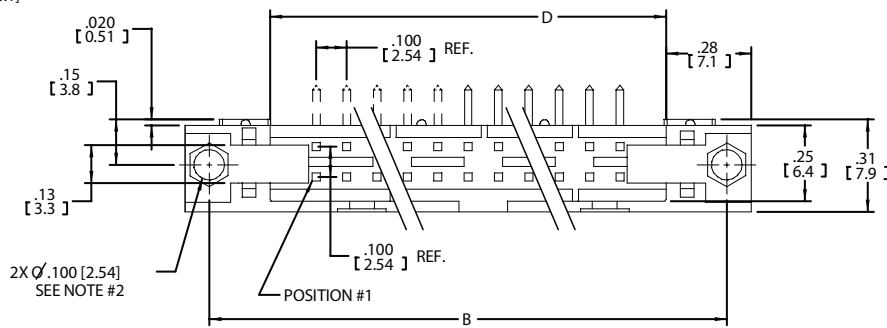 D
.020
[ 0.51 ]
.100
[ 2.54 ] REF.
.28
[ 7.1 ]
.15
[ 3.8 ]
.25
[ 6.4 ]
.31
[ 7.9 ]
.13
[ 3.3 ]
.100
[ 2.54 ] REF.
2X Ø .100 [2.54]
SEE NOTE #2
POSITION #1
B